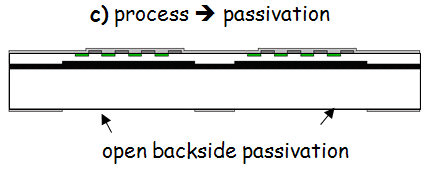 c) process ➔ passivation
open backside passivation